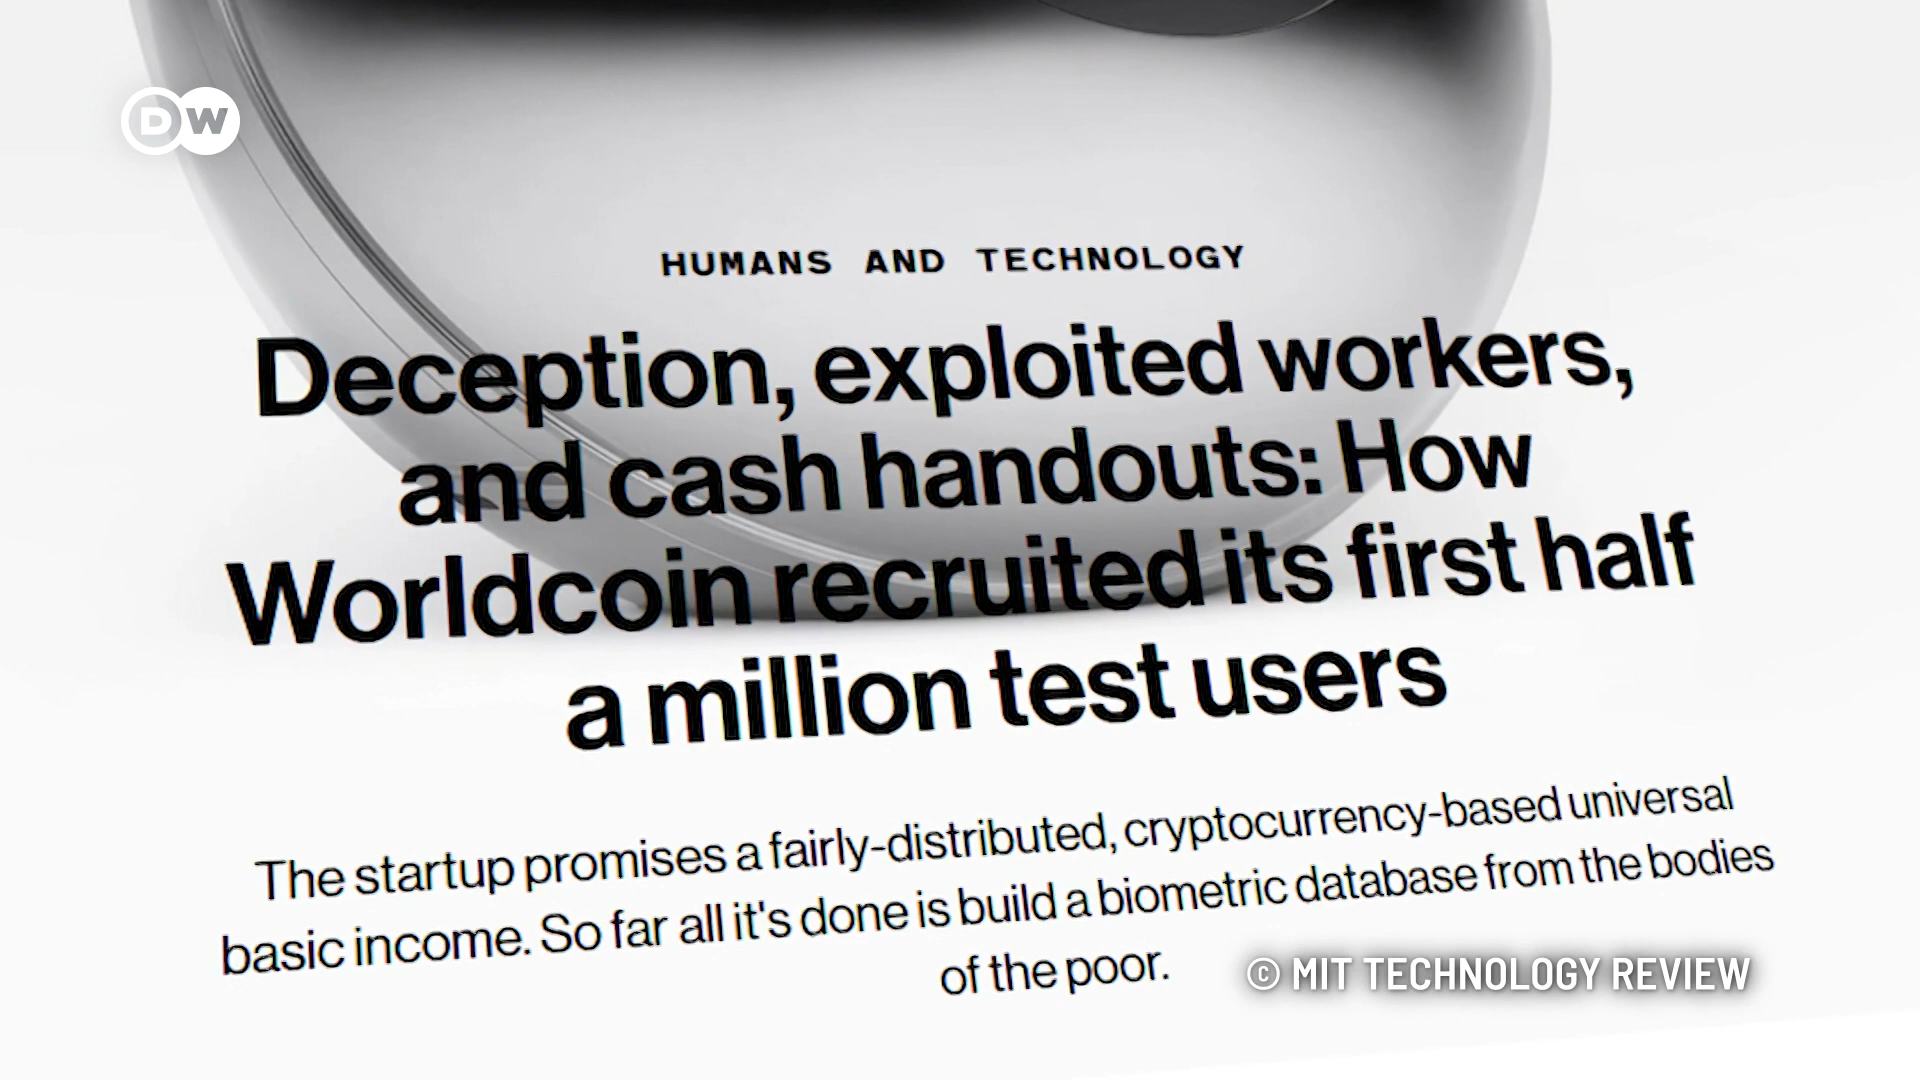 DW
HUMANS AND TECHNOLOGY
Deception, exploited workers,
and cash handouts: How
Worldcoin recruited its first half
a million test users
The startup promises a fairly-distributed, cryptocurrency-based universal
basic income. So far all it's done is build a biometric database from the bodies
of the poor.
© MIT TECHNOLOGY REVIEW